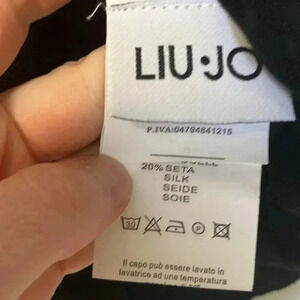 LIU·JO
P.IVA:04794841215
20% SETA
SILK
SEIDE
SOIE
30 P
Il capo può essere lavato in
lavatrice ad una temperatura